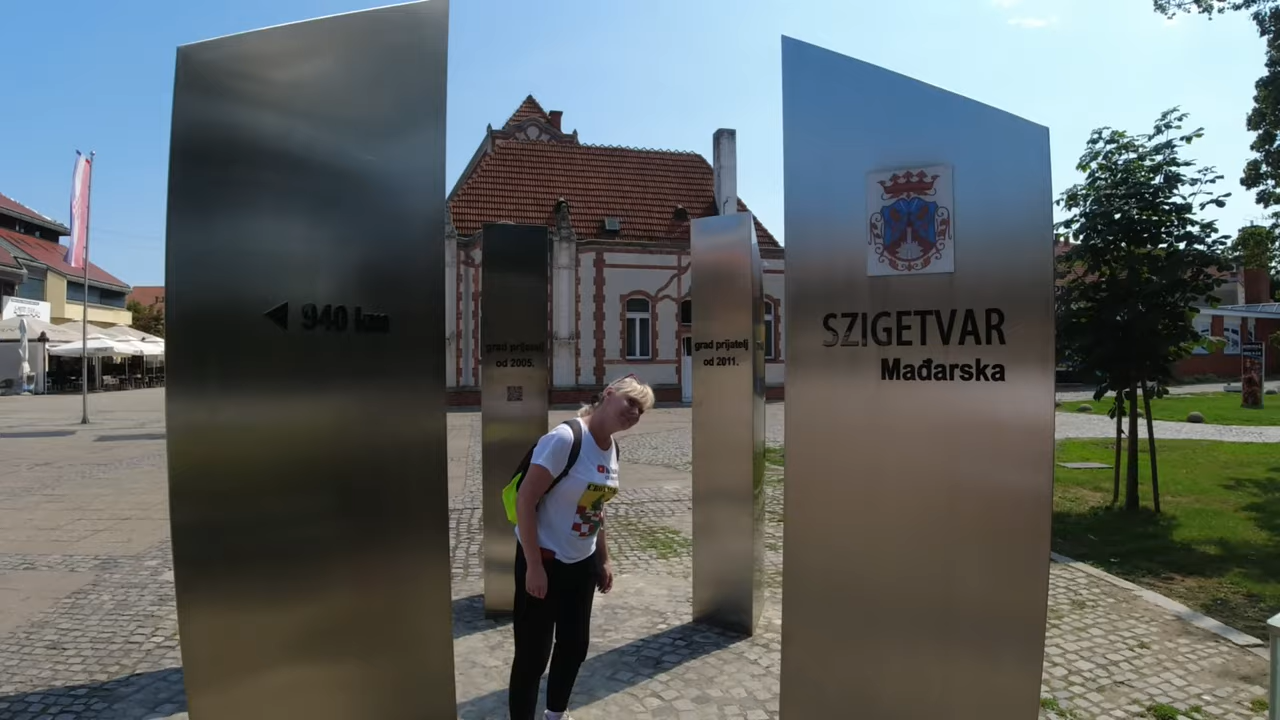 940 km
grad prijatelj
od 2005.
grad prijatelj
od 2011.
SZIGETVAR
Mađarska